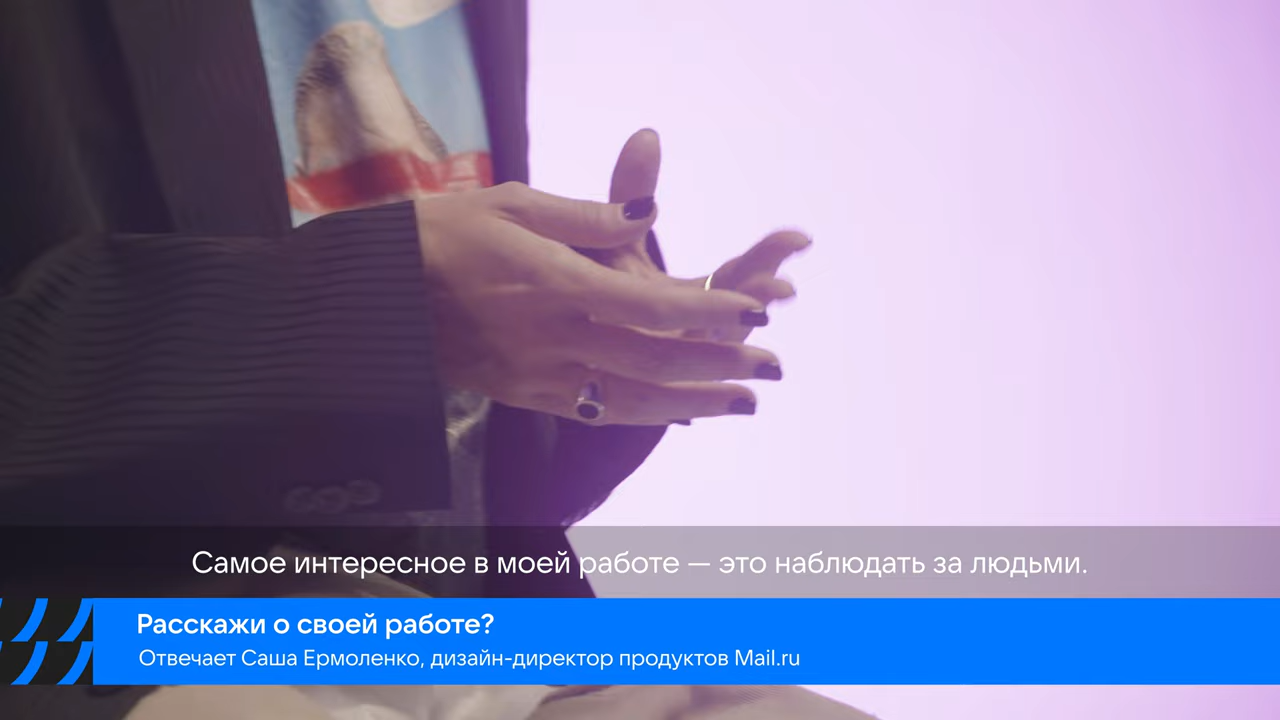 Самое интересное в моей работе — это наблюдать за людьми.
Расскажи о своей работе?
Отвечает Саша Ермоленко, дизайн-директор продуктов Mail.ru